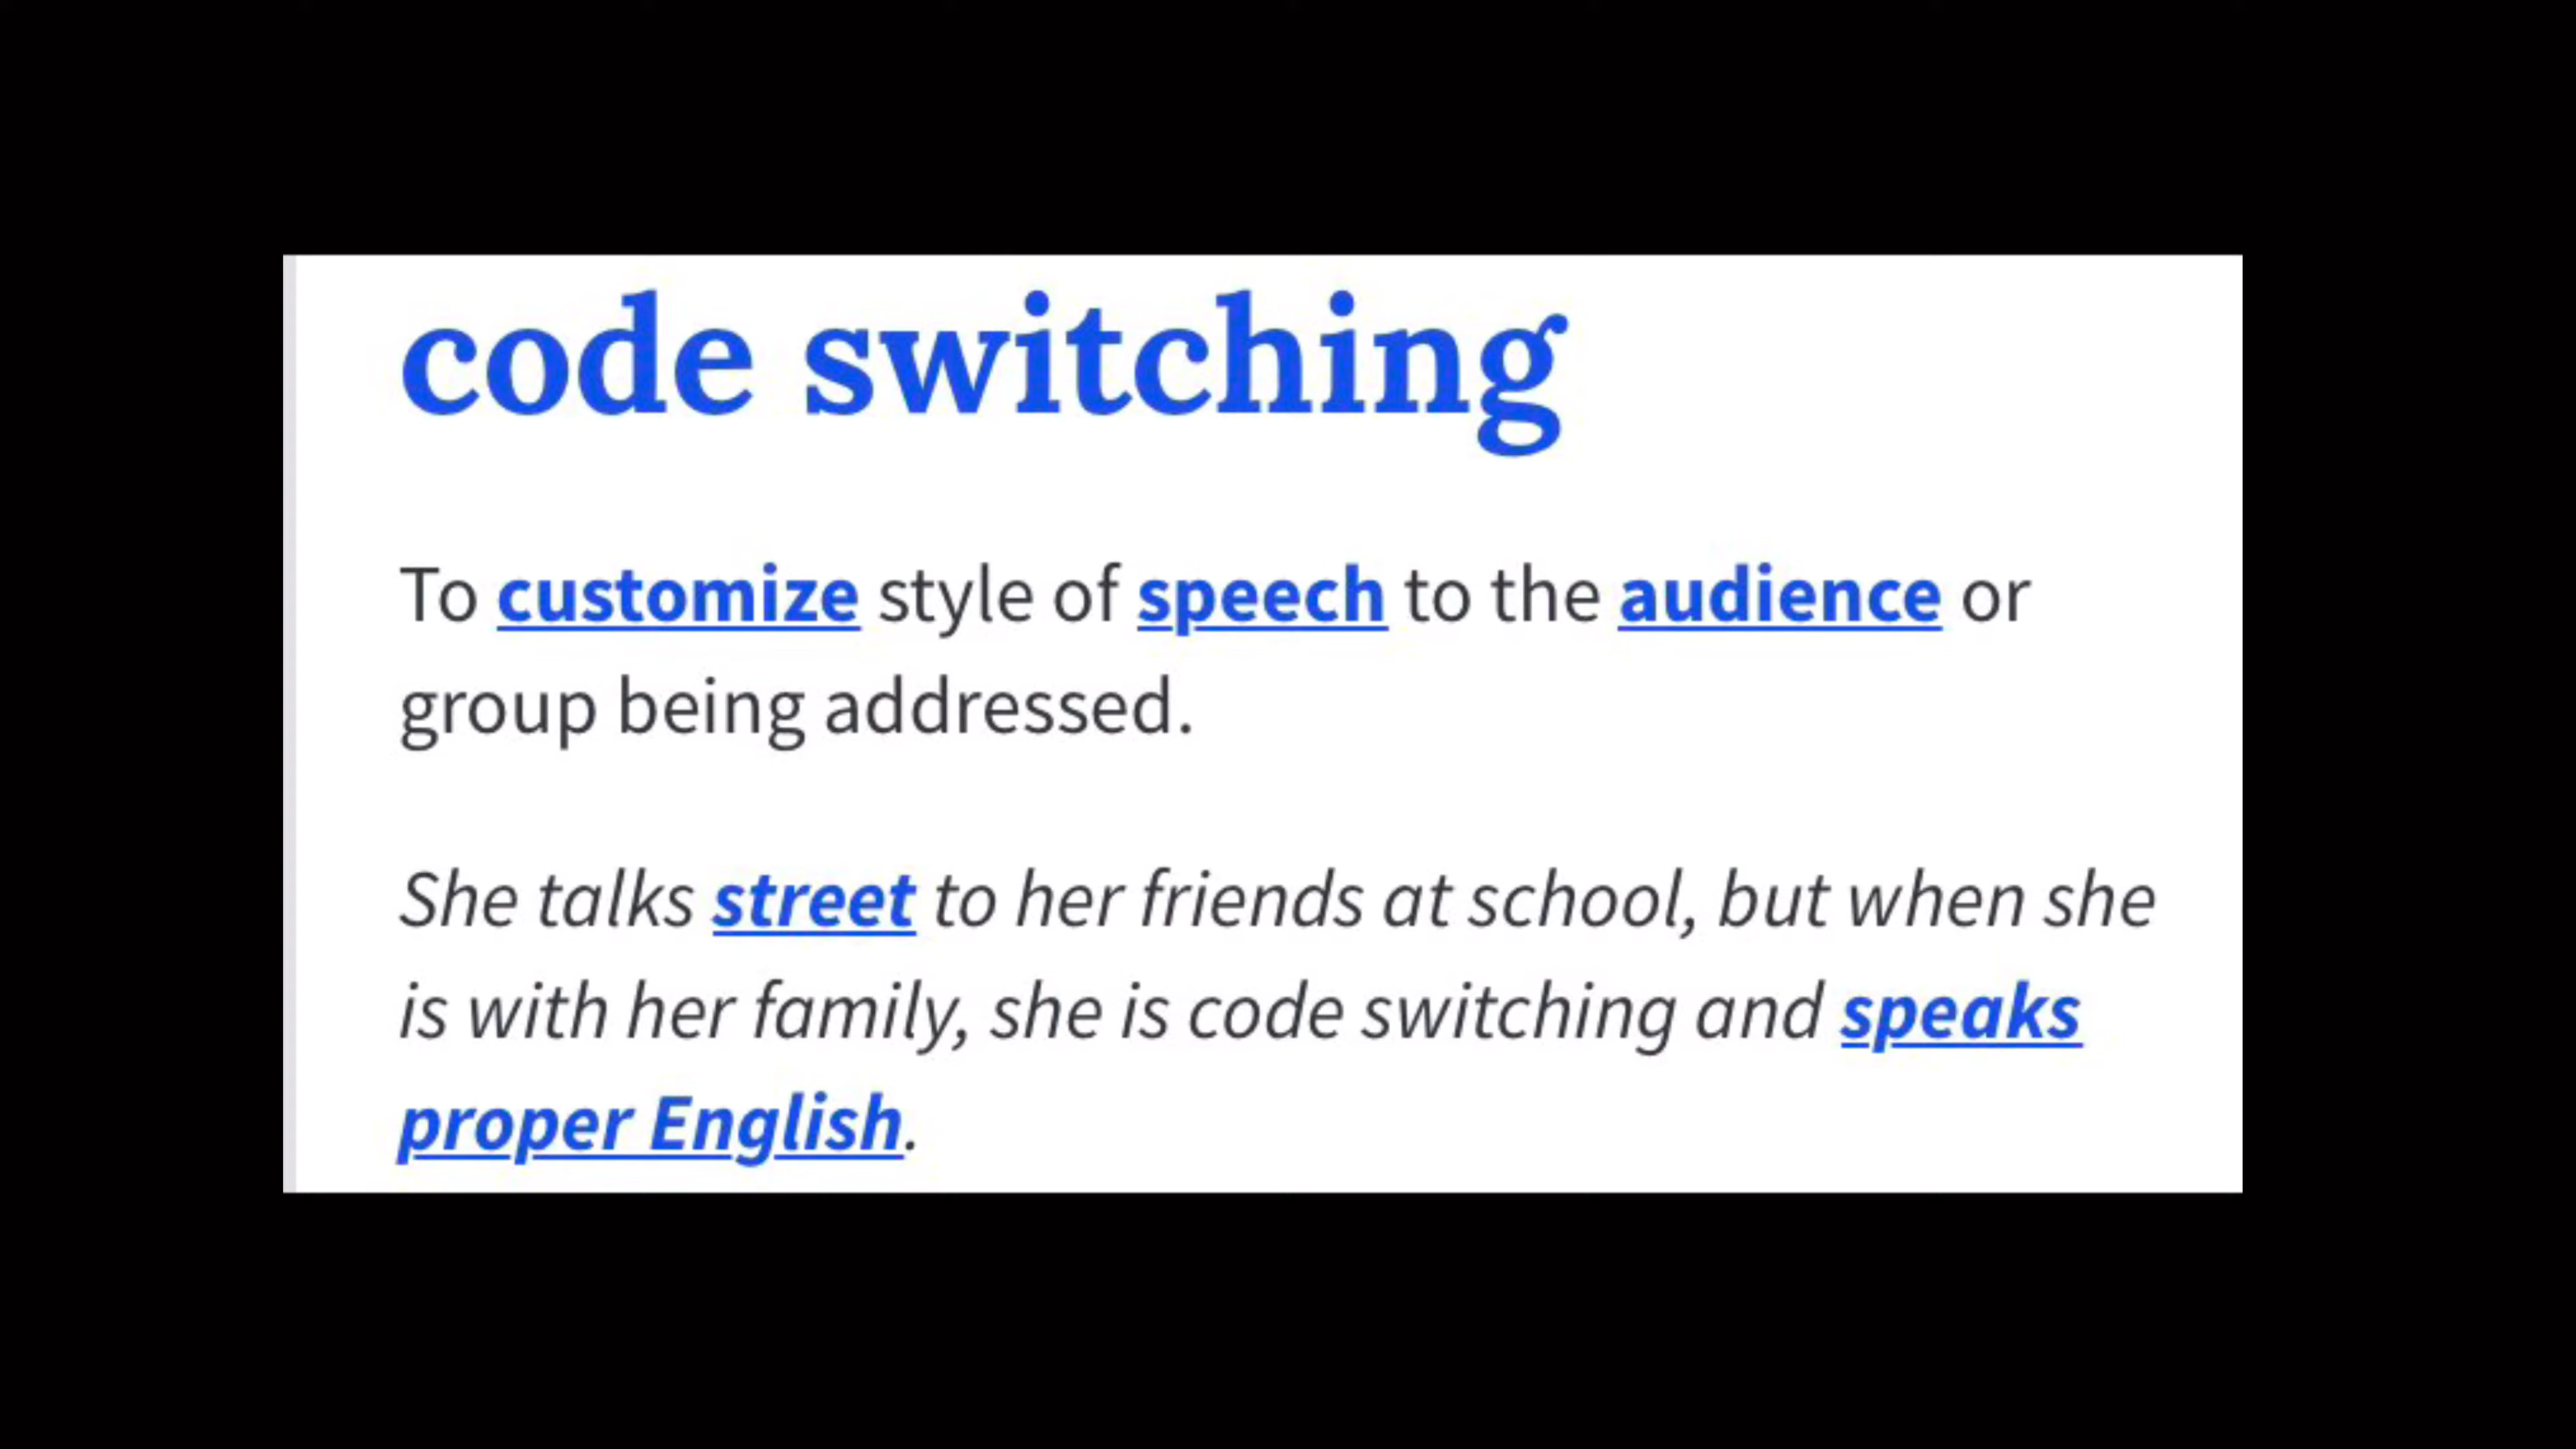 code switching
To customize style of speech to the audience or
group being addressed.
She talks street to her friends at school, but when she
is with her family, she is code switching and speaks
proper English.